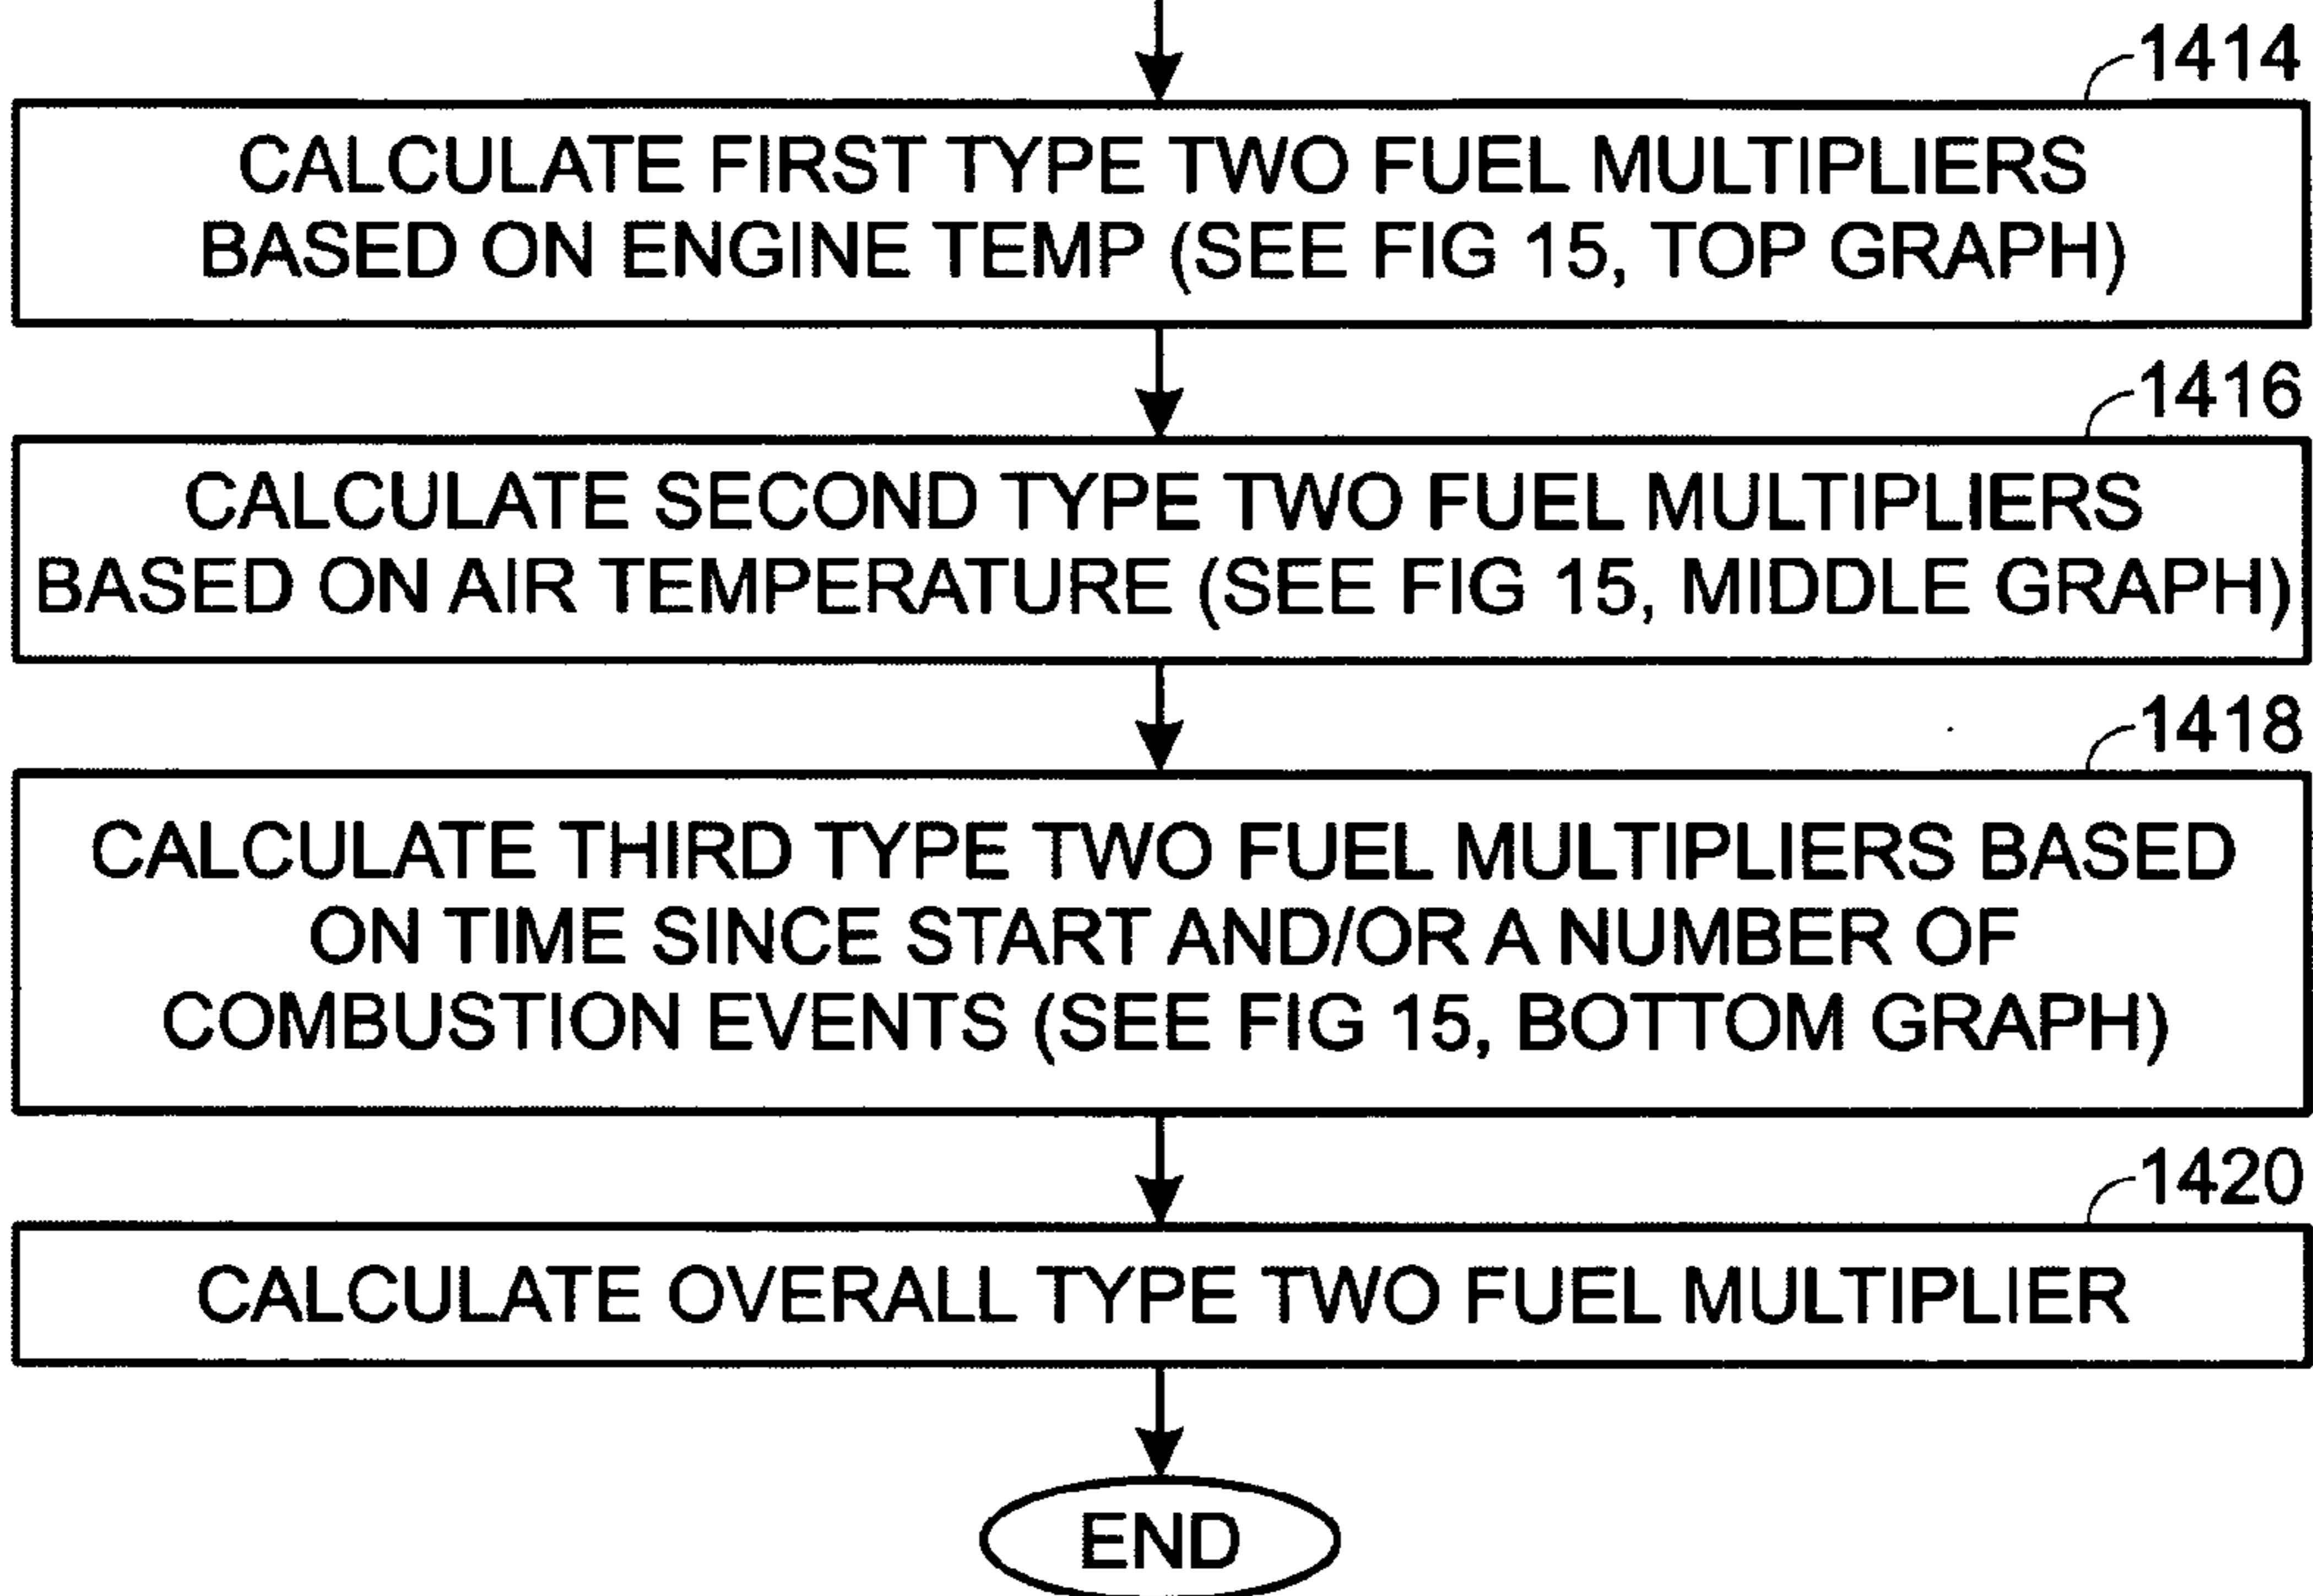 1414
CALCULATE FIRST TYPE TWO FUEL MULTIPLIERS
BASED ON ENGINE TEMP (SEE FIG 15, TOP GRAPH)
1416
CALCULATE SECOND TYPE TWO FUEL MULTIPLIERS
BASED ON AIR TEMPERATURE (SEE FIG 15, MIDDLE GRAPH)
1418
CALCULATE THIRD TYPE TWO FUEL MULTIPLIERS BASED
ON TIME SINCE START AND/OR A NUMBER OF
COMBUSTION EVENTS (SEE FIG 15, BOTTOM GRAPH)
1420
CALCULATE OVERALL TYPE TWO FUEL MULTIPLIER
END